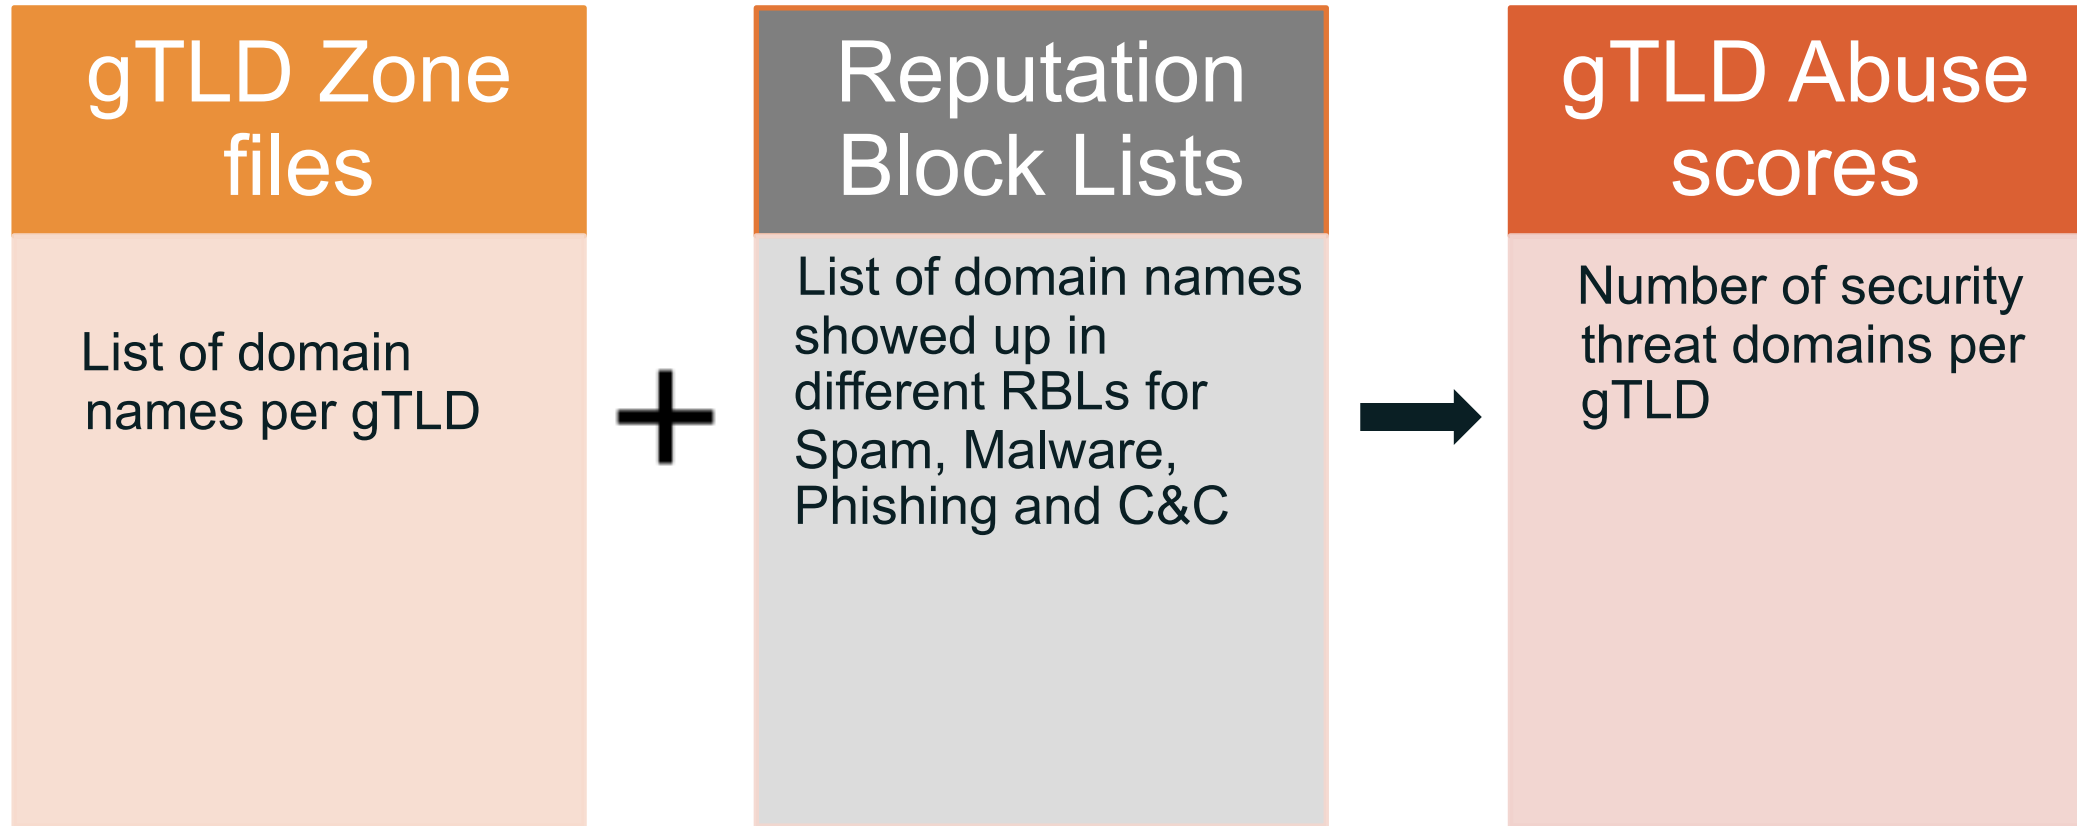 gTLD Zone
files
List of domain
names per gTLD
Reputation
Block Lists
List of domain names
showed up in
different RBLs for
Spam, Malware,
Phishing and C&C
gTLD Abuse
scores
Number of security
threat domains per
gTLD